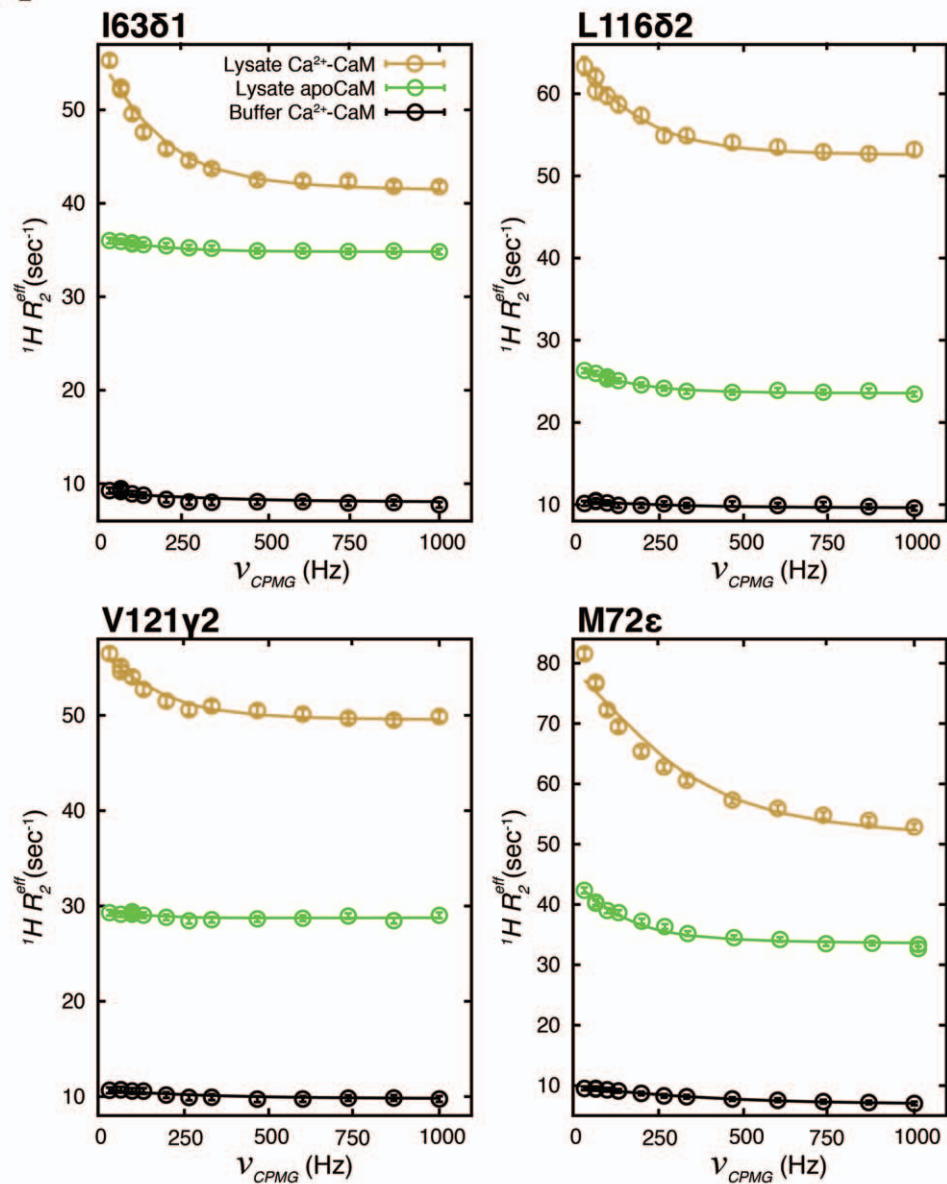 I63δ1
Lysate Ca²⁺-CaM
Lysate apoCaM
Buffer Ca²⁺-CaM
¹H R₂ᵉᶠᶠ (sec⁻¹)
50
40
30
20
10
0 250 500 750 1000
ν_CPMG (Hz)
L116δ2
¹H R₂ᵉᶠᶠ (sec⁻¹)
60
50
40
30
20
10
0 250 500 750 1000
ν_CPMG (Hz)
V121γ2
¹H R₂ᵉᶠᶠ (sec⁻¹)
50
40
30
20
10
0 250 500 750 1000
ν_CPMG (Hz)
M72ε
¹H R₂ᵉᶠᶠ (sec⁻¹)
80
70
60
50
40
30
20
10
0 250 500 750 1000
ν_CPMG (Hz)